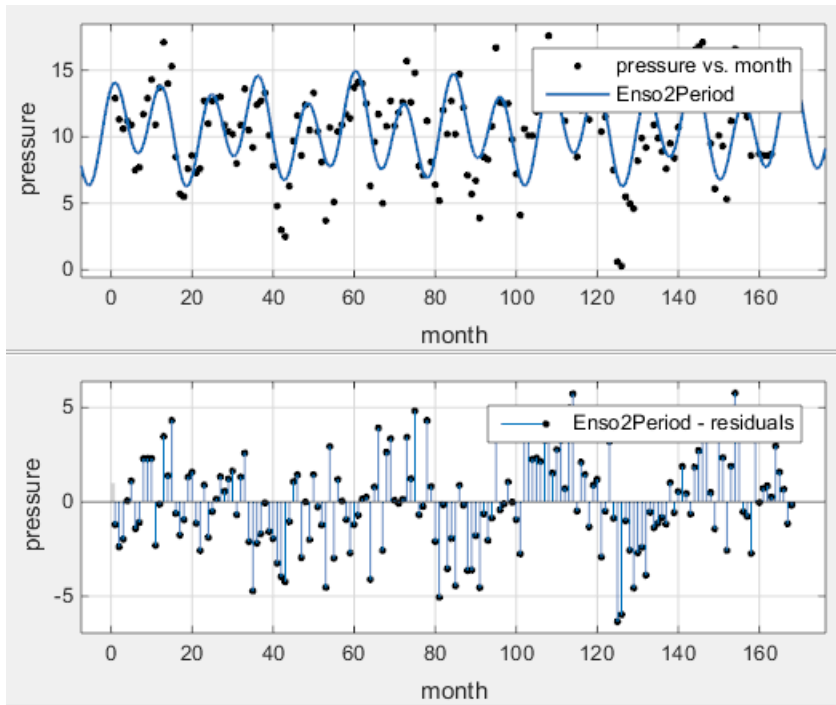 15
10
5
0
pressure
pressure vs. month
Enso2Period
0 20 40 60 80 100 120 140 160
month
5
0
-5
pressure
Enso2Period - residuals
0 20 40 60 80 100 120 140 160
month